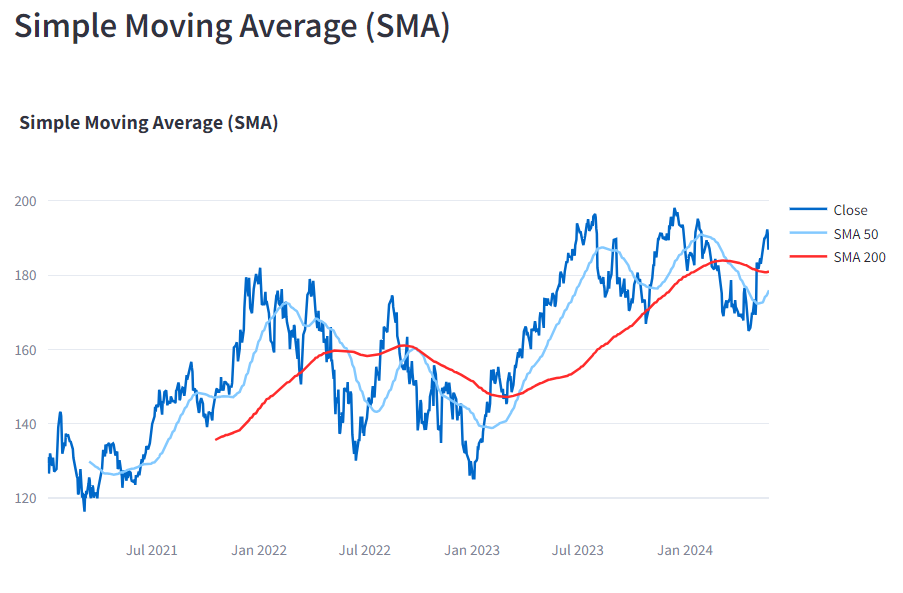 Simple Moving Average (SMA)
Simple Moving Average (SMA)
200
180
160
140
120
Jul 2021
Jan 2022
Jul 2022
Jan 2023
Jul 2023
Jan 2024
Close
SMA 50
SMA 200